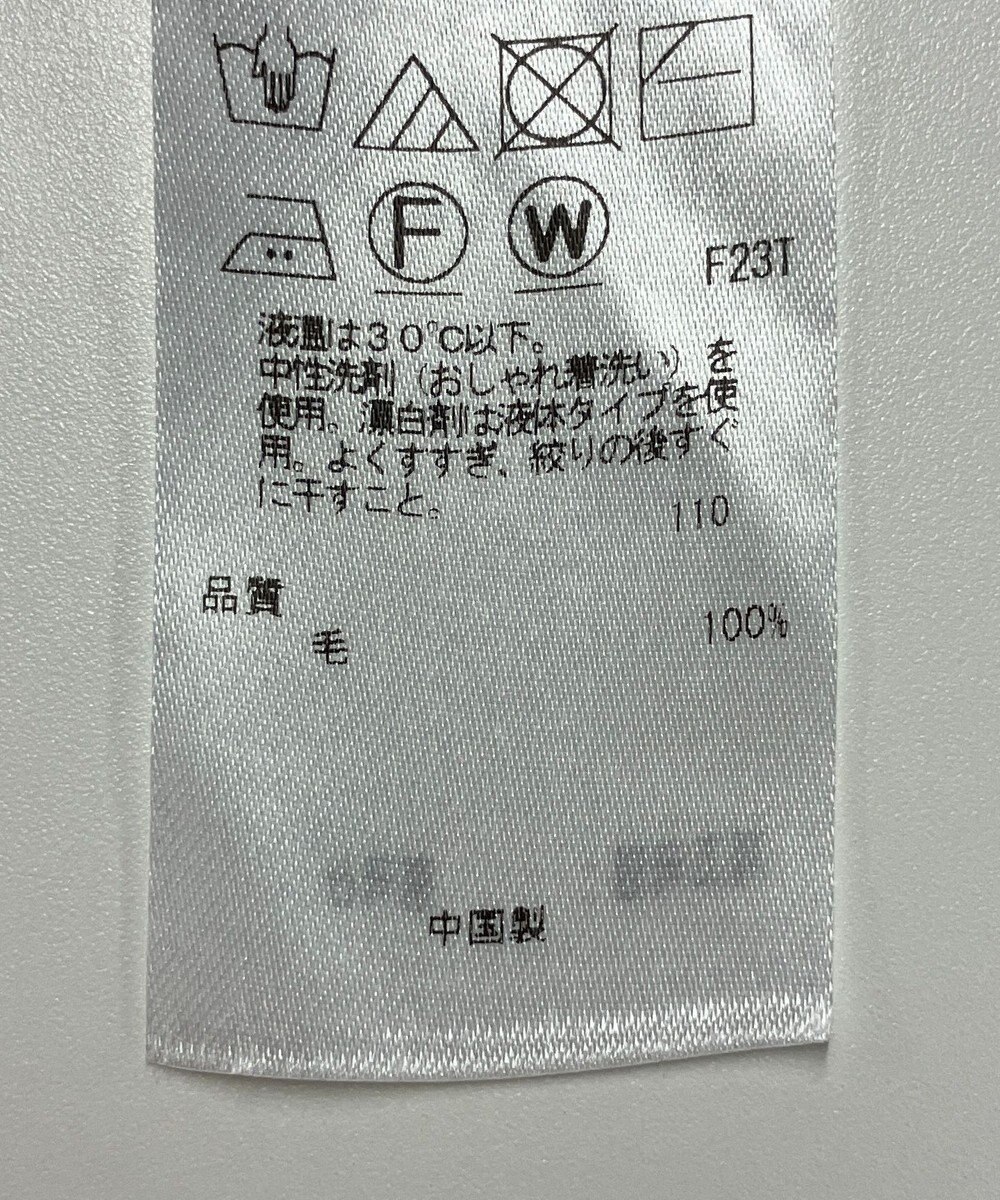 F W F23T
液温は30℃以下。
中性洗剤（おしゃれ着洗い）を
使用。漂白剤は液体タイプを使
用。よくすすぎ、絞りの後すぐ
に干すこと。
110
品質
毛 100%
中国製